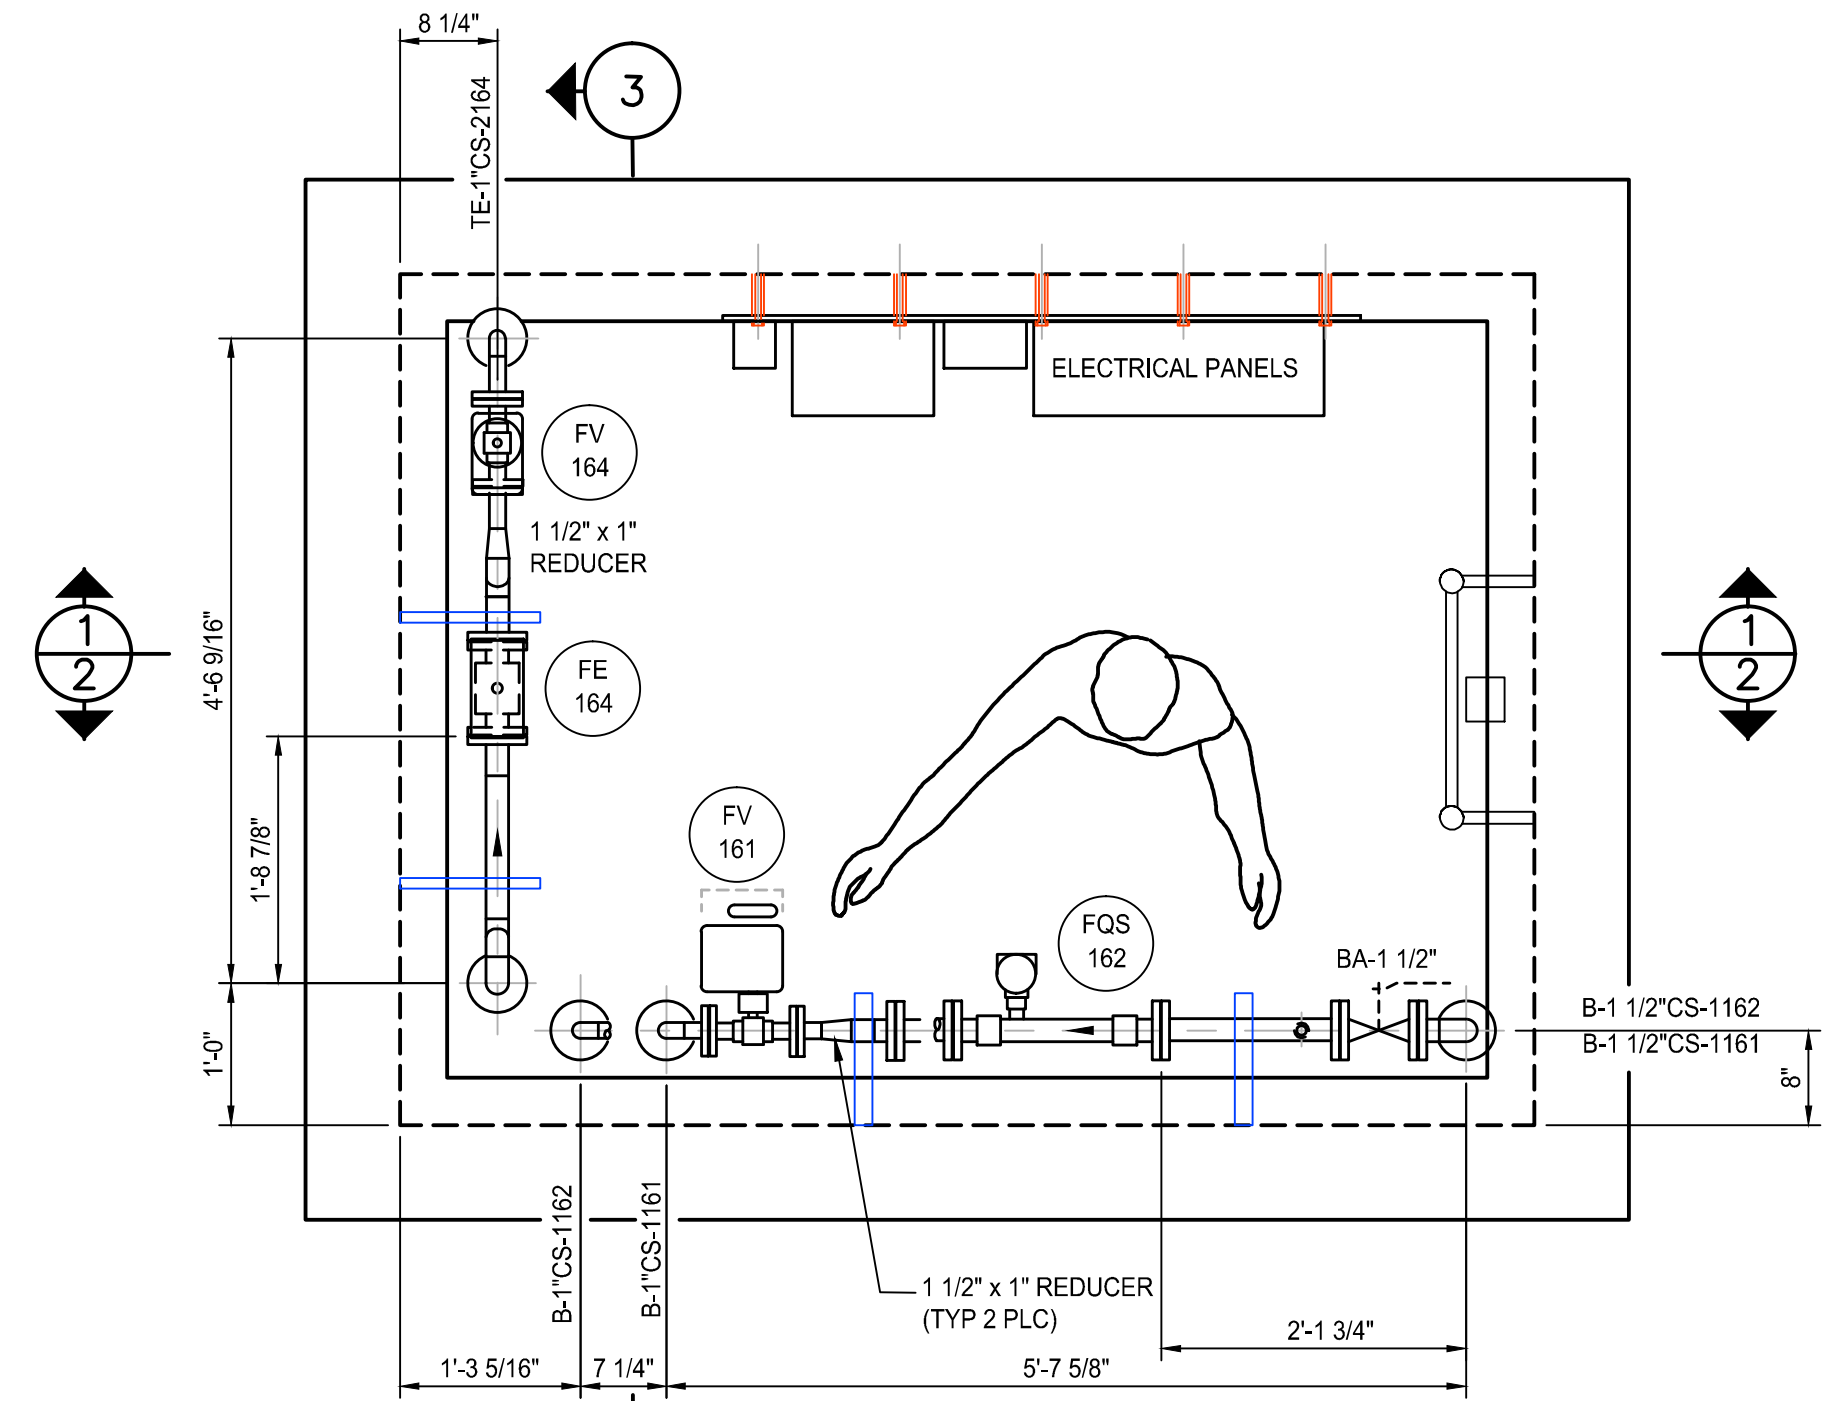 8 1/4"
3
TE-1"CS-2164
ELECTRICAL PANELS
FV
164
1 1/2" x 1"
REDUCER
1
2
4'-6 9/16"
FE
164
1
2
1'-8 7/8"
FV
161
FQS
162
BA-1 1/2"
B-1 1/2"CS-1162
B-1 1/2"CS-1161
1'-0"
8"
B-1"CS-1162
B-1"CS-1161
1 1/2" x 1" REDUCER
(TYP 2 PLC)
2'-1 3/4"
1'-3 5/16"
7 1/4"
5'-7 5/8"